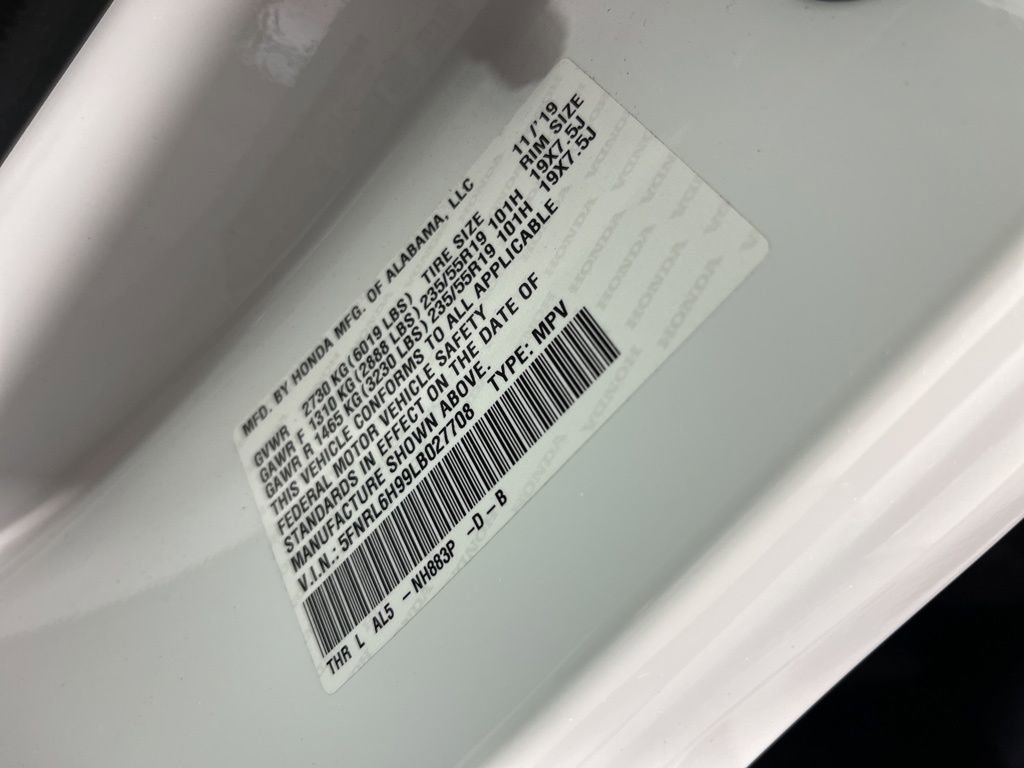 MFD. BY HONDA MFG. OF ALABAMA, LLC 11/'19
GVWR 2730 KG(6019 LBS) TIRE SIZE RIM SIZE
GAWR F 1310 KG(2888 LBS) 235/55R19 101H 19X7.5J
GAWR R 1465 KG(3230 LBS) 235/55R19 101H 19X7.5J
THIS VEHICLE CONFORMS TO ALL APPLICABLE
FEDERAL MOTOR VEHICLE SAFETY
STANDARDS IN EFFECT ON THE DATE OF
MANUFACTURE SHOWN ABOVE.
V.I.N.: 5FNRL6H99LB027708 TYPE: MPV
THR L AL5 -NH883P -D-B